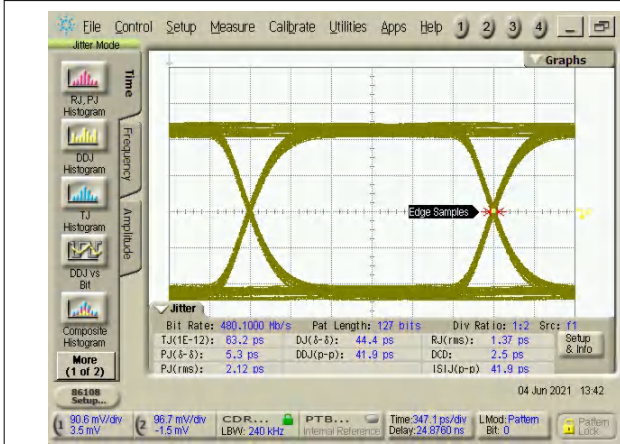 File Control Setup Measure Calibrate Utilities Apps Help 1 2 3 4
Jitter Mode
Graphs
RJ, PJ
Histogram
DDJ
Histogram
TJ
Histogram
DDJ vs
Bit
Composite
Histogram
More
(1 of 2)
Time
Frequency
Amplitude
Edge Samples
Jitter
Bit Rate: 480.1000 Mb/s Pat Length: 127 bits Div Ratio: 1:2 Src: f1
TJ(1E-12): 63.2 ps DJ(δ-δ): 44.4 ps RJ(rms): 1.37 ps
PJ(δ-δ): 5.3 ps DDJ(p-p): 41.9 ps DCD: 2.5 ps
PJ(rms): 2.12 ps ISIJ(p-p) 41.9 ps
Setup
& Info
86108
Setup...
04 Jun 2021 13:42
1 90.6 mV/div
3.5 mV
2 96.7 mV/div
-1.5 mV
CDR...
LBW: 240 kHz
PTB...
Internal Reference
Time:347.1 ps/div
Delay:24.8760 ns
LMod: Pattern
Bit: 0
Pattern
Lock